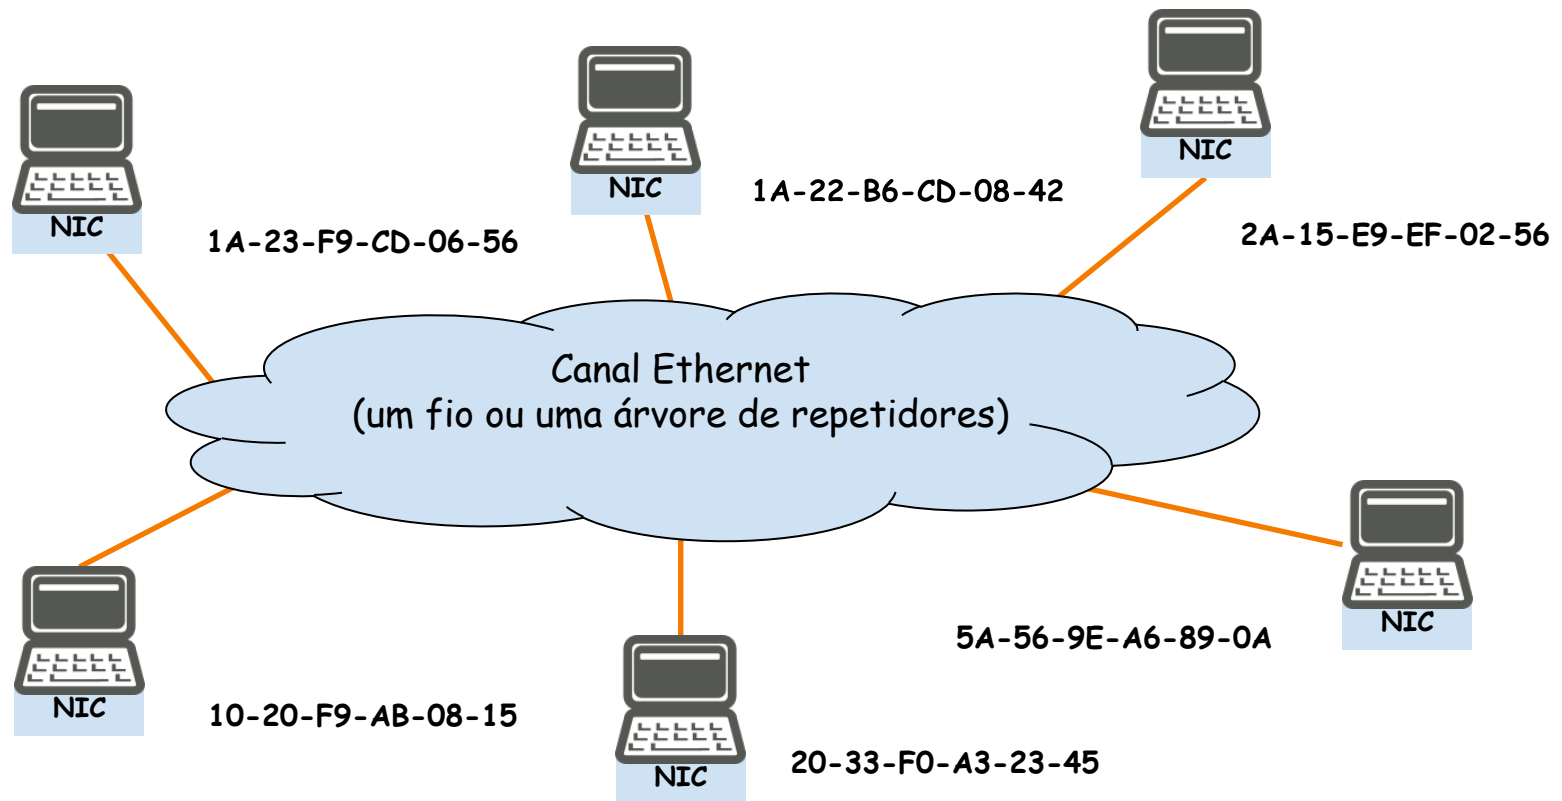 NIC
NIC
NIC
1A-23-F9-CD-06-56
1A-22-B6-CD-08-42
2A-15-E9-EF-02-56
Canal Ethernet
(um fio ou uma árvore de repetidores)
NIC
10-20-F9-AB-08-15
NIC
20-33-F0-A3-23-45
5A-56-9E-A6-89-0A
NIC